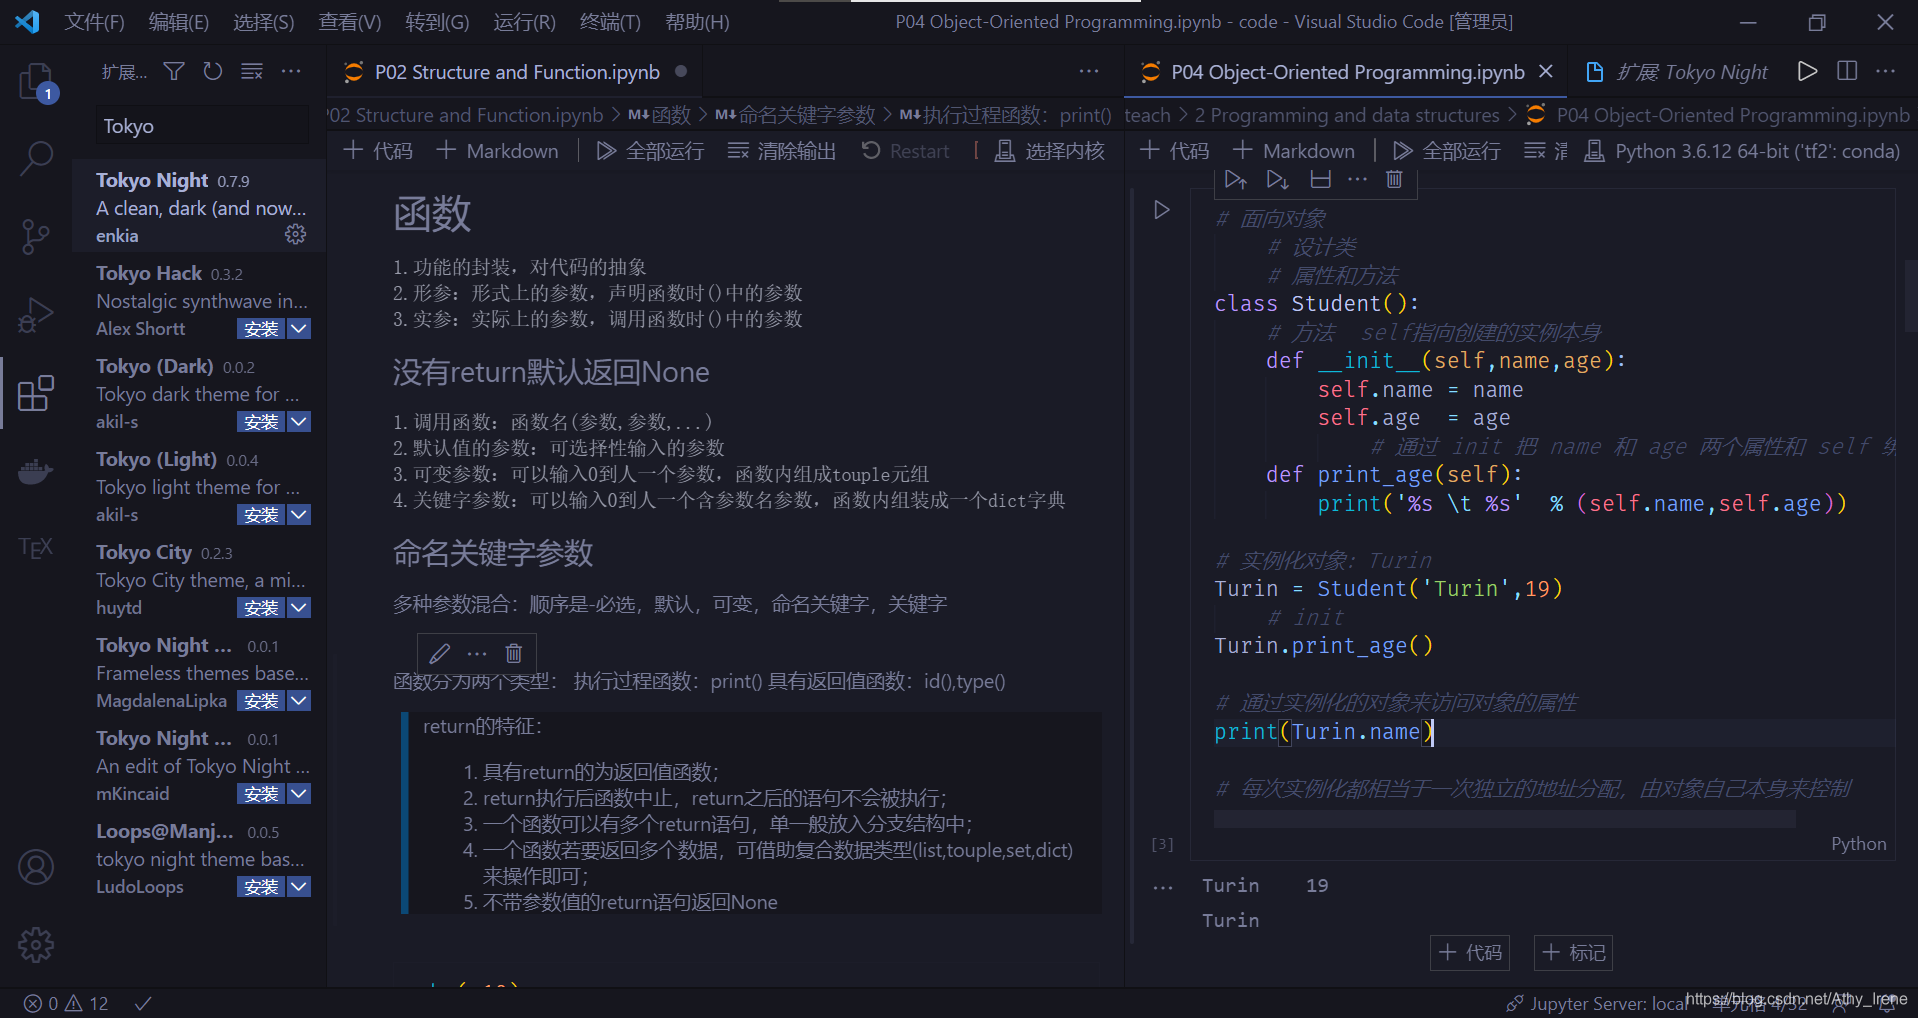 文件(F) 编辑(E) 选择(S) 查看(V) 转到(G) 运行(R) 终端(T) 帮助(H) P04 Object-Oriented Programming.ipynb - code - Visual Studio Code [管理员]
1
扩展...
Tokyo
Tokyo Night 0.7.9
A clean, dark (and now...
enkia
Tokyo Hack 0.3.2
Nostalgic synthwave in...
Alex Shortt 安装
Tokyo (Dark) 0.0.2
Tokyo dark theme for ...
akil-s 安装
Tokyo (Light) 0.0.4
Tokyo light theme for ...
akil-s 安装
Tokyo City 0.2.3
Tokyo City theme, a mi...
huytd 安装
Tokyo Night ... 0.0.1
Frameless themes base...
MagdalenaLipka 安装
Tokyo Night ... 0.0.1
An edit of Tokyo Night ...
mKincaid 安装
Loops@Manj... 0.0.5
tokyo night theme bas...
LudoLoops 安装
TEX
P02 Structure and Function.ipynb ● ...
P02 Structure and Function.ipynb > M↓函数 > M↓命名关键字参数 > M↓执行过程函数：print()
+ 代码 + Markdown | 全部运行 清除输出 Restart [ 选择内核
函数
1.功能的封装，对代码的抽象
2.形参：形式上的参数，声明函数时()中的参数
3.实参：实际上的参数，调用函数时()中的参数
没有return默认返回None
1.调用函数：函数名(参数,参数,...)
2.默认值的参数：可选择性输入的参数
3.可变参数：可以输入0到人一个参数，函数内组成touple元组
4.关键字参数：可以输入0到人一个含参数名参数，函数内组装成一个dict字典
命名关键字参数
多种参数混合：顺序是-必选，默认，可变，命名关键字，关键字
函数分为两个类型： 执行过程函数：print() 具有返回值函数：id(),type()
return的特征：
1. 具有return的为返回值函数；
2. return执行后函数中止，return之后的语句不会被执行；
3. 一个函数可以有多个return语句，单一般放入分支结构中；
4. 一个函数若要返回多个数据，可借助复合数据类型(list,touple,set,dict)
来操作即可；
5. 不带参数值的return语句返回None
P04 Object-Oriented Programming.ipynb × 扩展: Tokyo Night
teach > 2 Programming and data structures > P04 Object-Oriented Programming.ipynb
+ 代码 + Markdown | 全部运行 清 Python 3.6.12 64-bit ('tf2': conda)
# 面向对象
# 设计类
# 属性和方法
class Student():
# 方法 self指向创建的实例本身
def __init__(self,name,age):
self.name = name
self.age = age
# 通过 init 把 name 和 age 两个属性和 self 绑
def print_age(self):
print('%s \t %s' % (self.name,self.age))
# 实例化对象: Turin
Turin = Student('Turin',19)
# init
Turin.print_age()
# 通过实例化的对象来访问对象的属性
print(Turin.name)
# 每次实例化都相当于一次独立的地址分配，由对象自己本身来控制
[3] Python
Turin 19
Turin
+ 代码 + 标记
0 12
Jupyter Server: local
https://blog.csdn.net/Athy_Irene